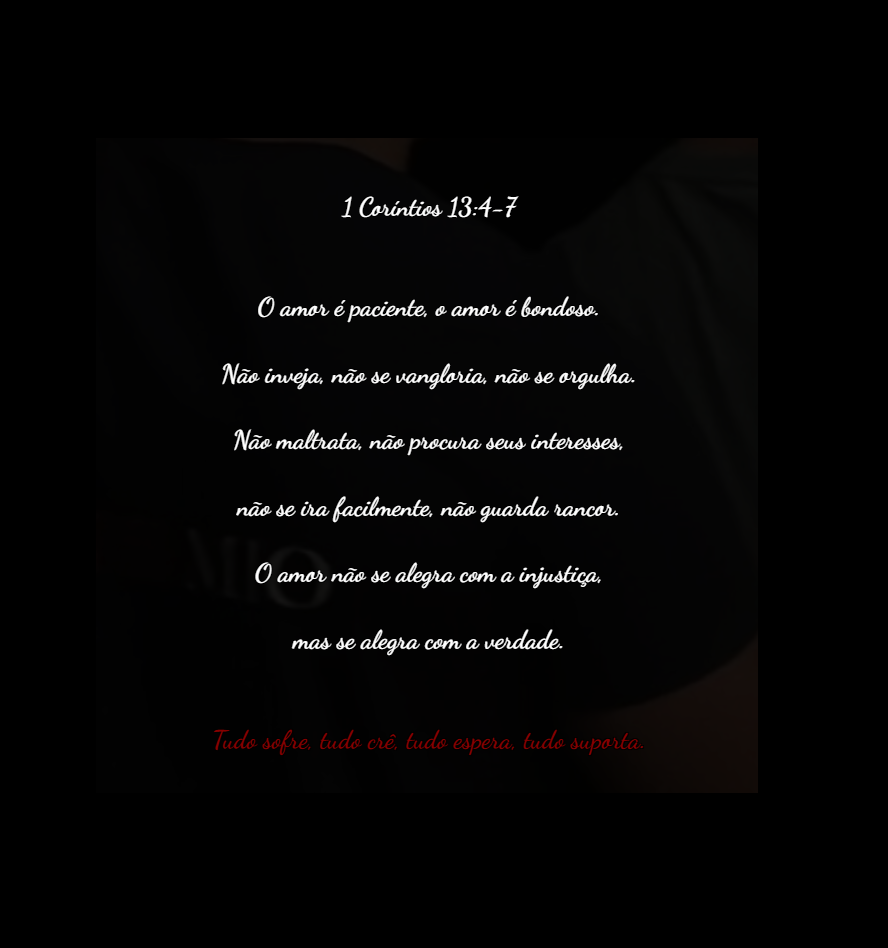 1 Coríntios 13:4-7
O amor é paciente, o amor é bondoso.
Não inveja, não se vangloria, não se orgulha.
Não maltrata, não procura seus interesses,
não se ira facilmente, não guarda rancor.
O amor não se alegra com a injustiça,
MIO
mas se alegra com a verdade.
Tudo sofre, tudo crê, tudo espera, tudo suporta.